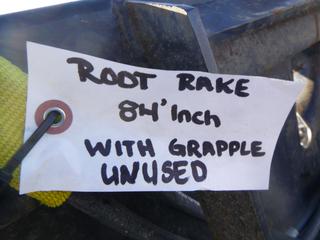 ROOT RAKE
84' Inch
WITH GRAPPLE
UNUSED